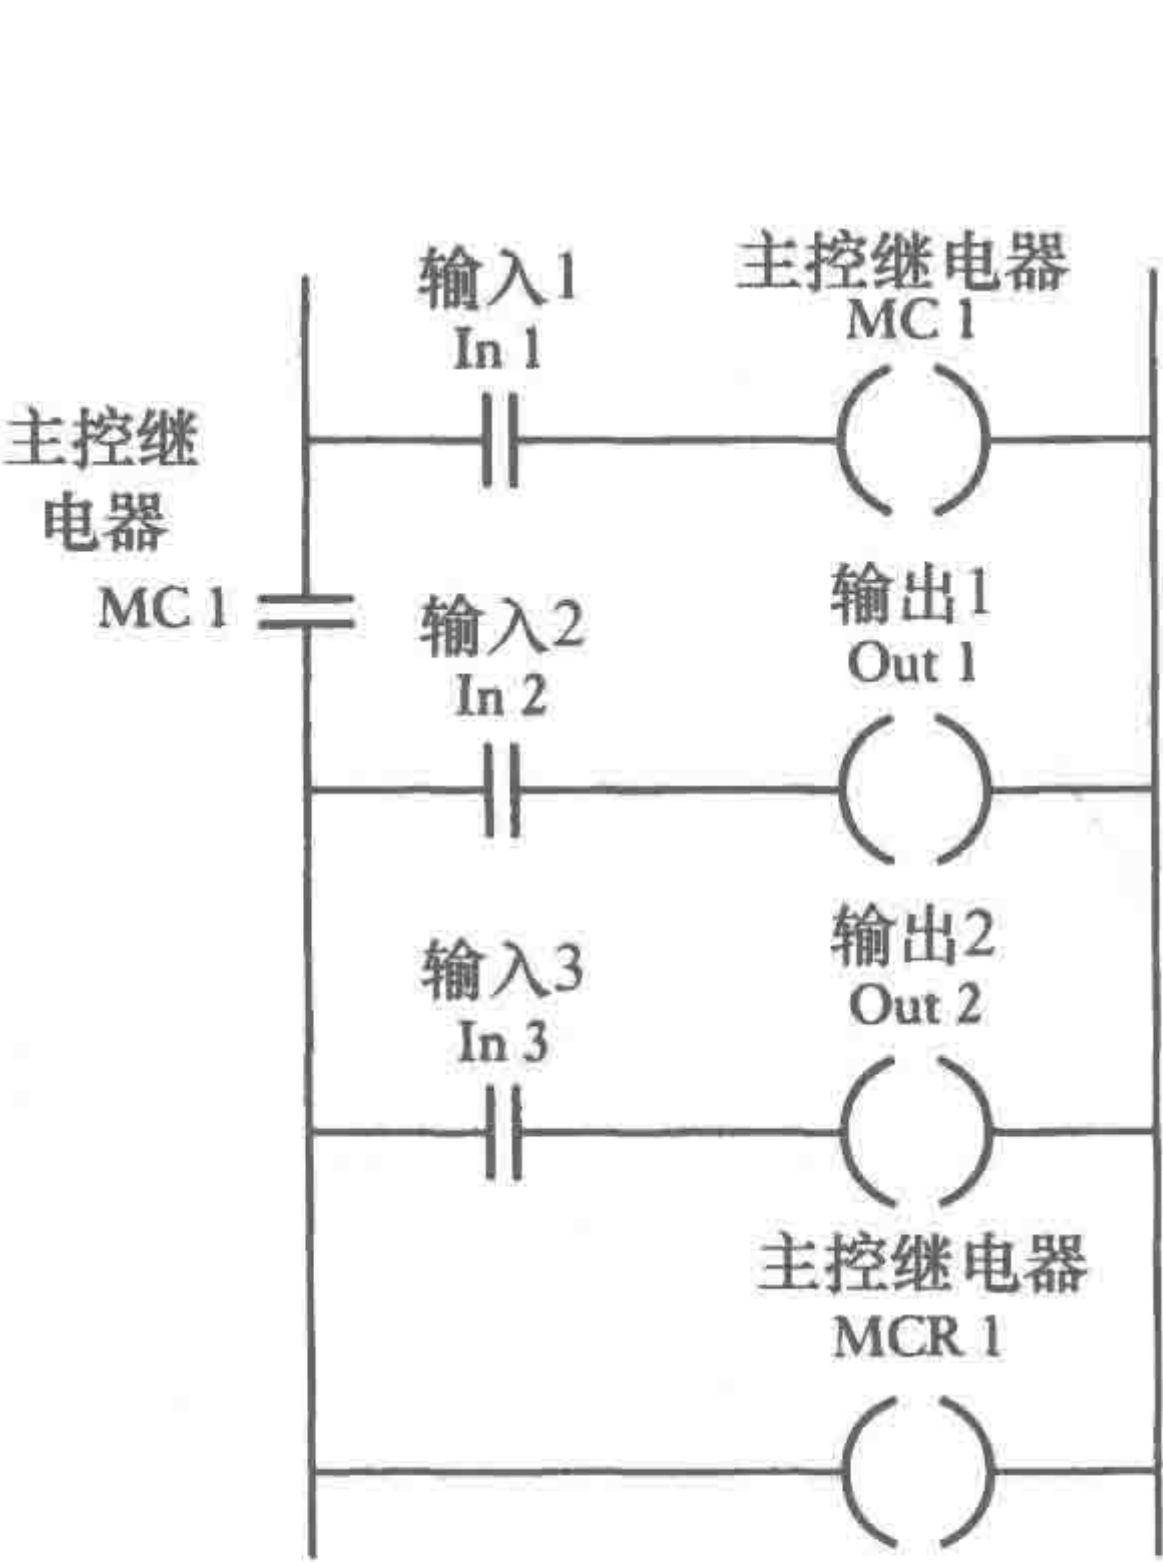 输入1
In 1
主控继电器
MC 1
主控继
电器
MC 1
输入2
In 2
输出1
Out 1
输入3
In 3
输出2
Out 2
主控继电器
MCR 1